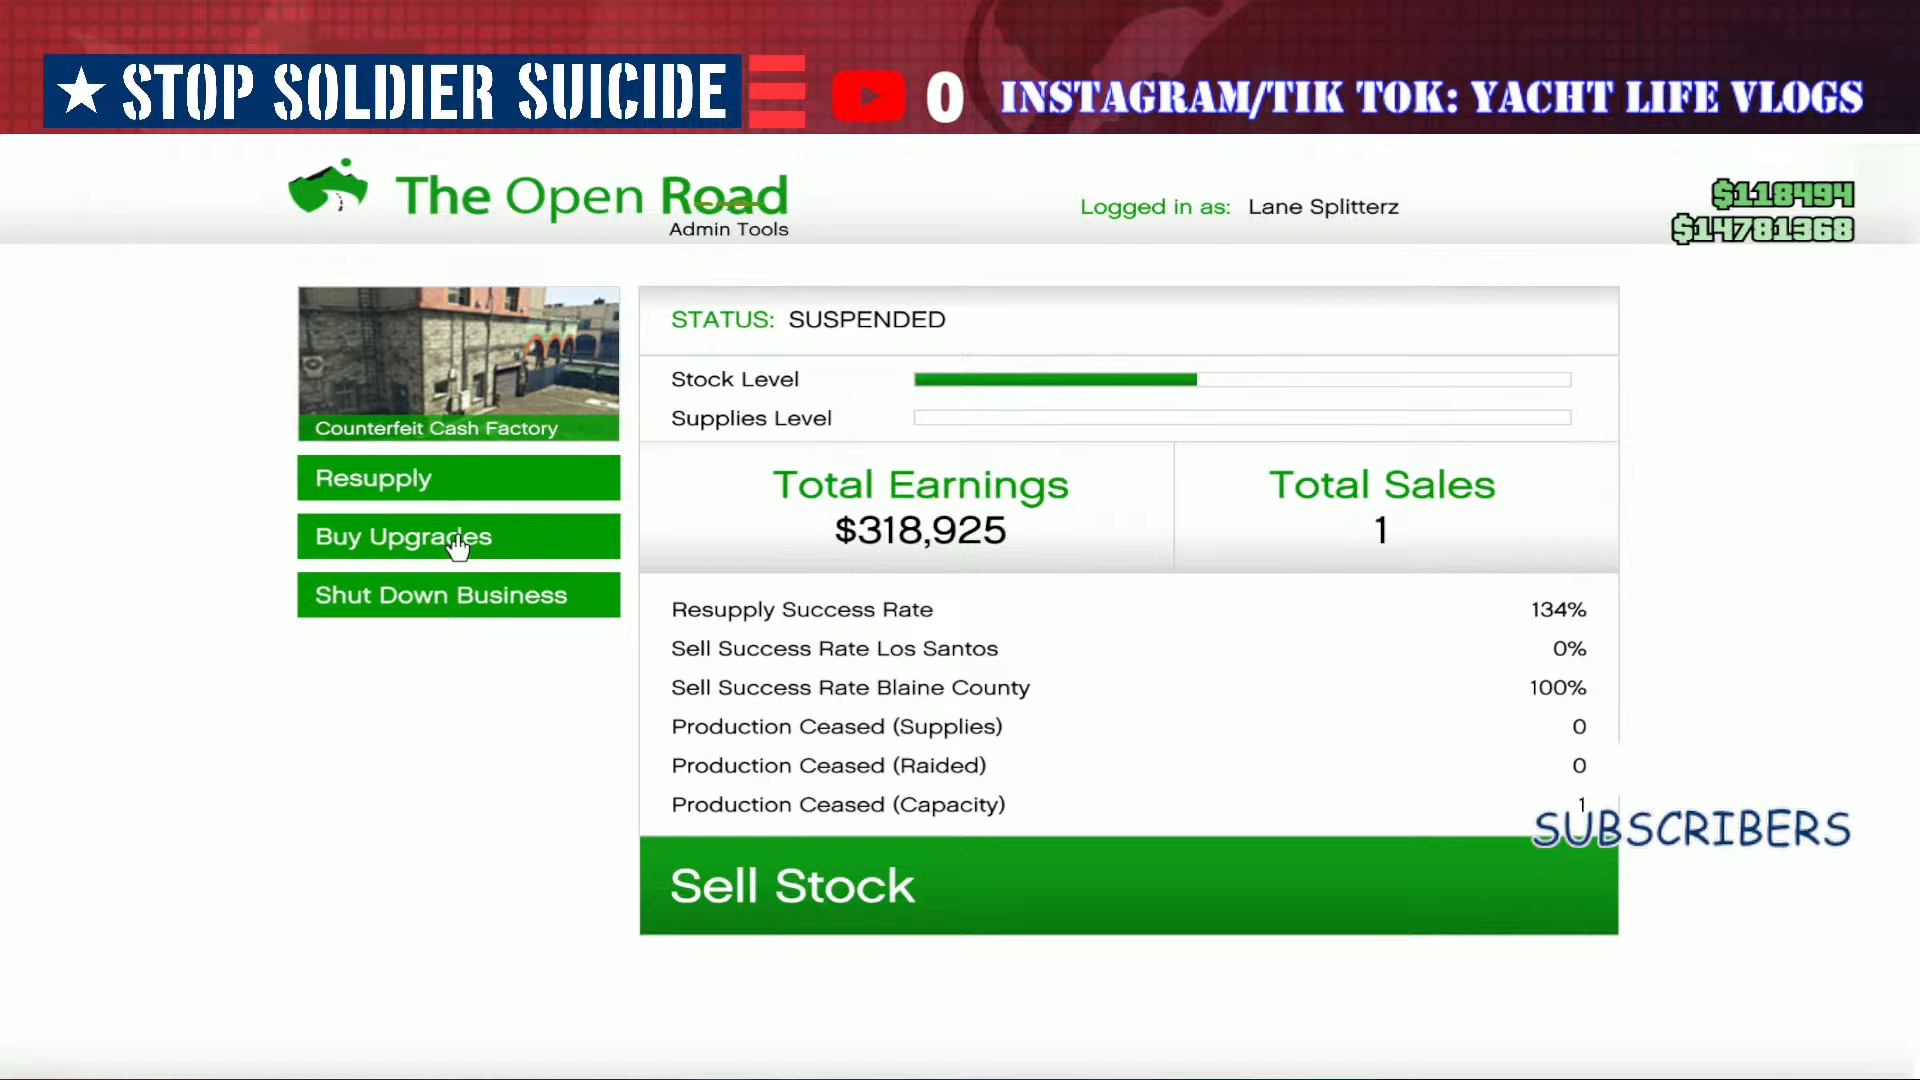 STOP SOLDIER SUICIDE
0
INSTAGRAM/TIK TOK: YACHT LIFE VLOGS
The Open Road
Admin Tools
Logged in as: Lane Splitterz
$118494
$14781368
Counterfeit Cash Factory
Resupply
Buy Upgrades
Shut Down Business
STATUS: SUSPENDED
Stock Level
Supplies Level
Total Earnings
$318,925
Total Sales
1
Resupply Success Rate 134%
Sell Success Rate Los Santos 0%
Sell Success Rate Blaine County 100%
Production Ceased (Supplies) 0
Production Ceased (Raided) 0
Production Ceased (Capacity) 1
SUBSCRIBERS
Sell Stock